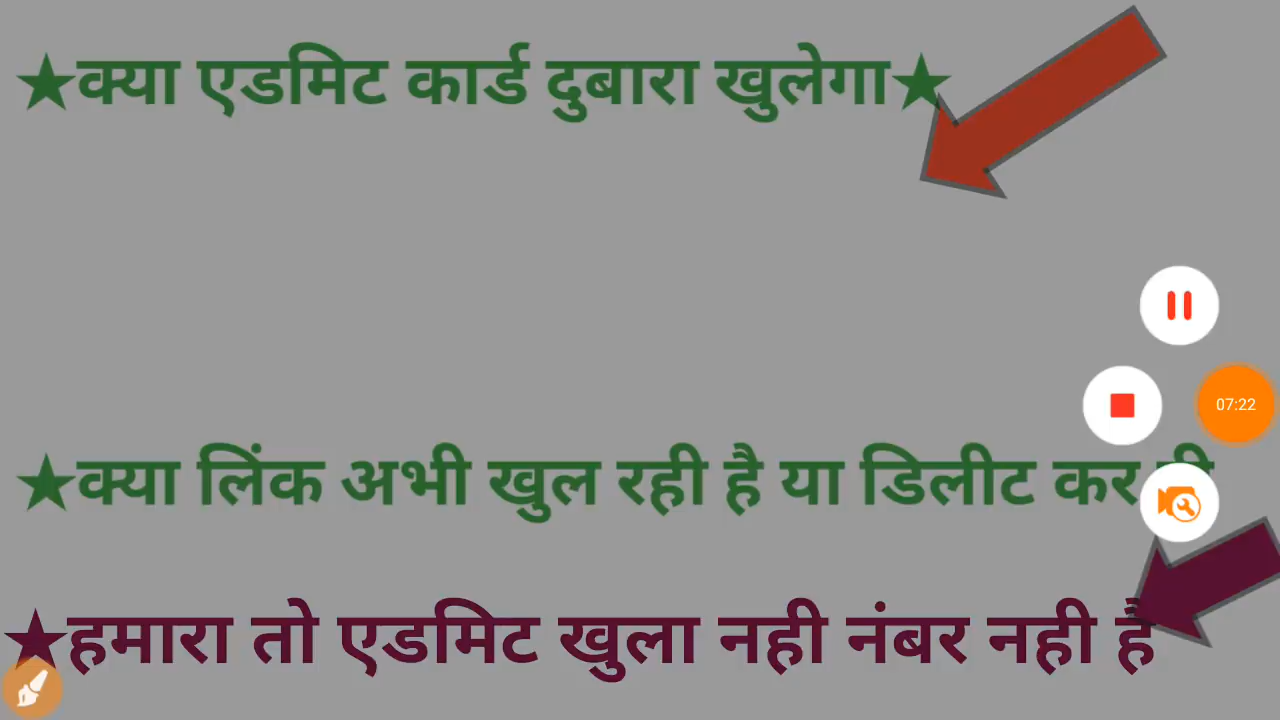 ★क्या एडमिट कार्ड दुबारा खुलेगा★
07:22
★क्या लिंक अभी खुल रही है या डिलीट कर
★हमारा तो एडमिट खुला नही नंबर नही है